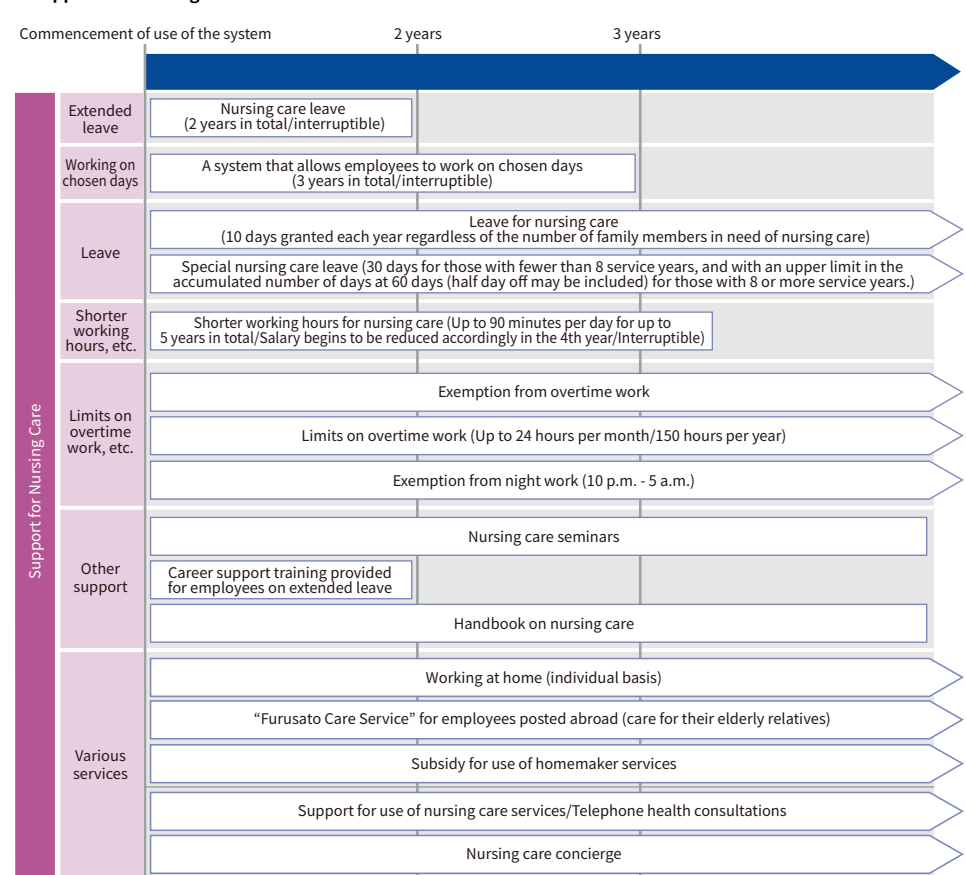 Commencement of use of the system
2 years
3 years
Support for Nursing Care
Extended
leave
Nursing care leave
(2 years in total/interruptible)
Working on
chosen days
A system that allows employees to work on chosen days
(3 years in total/interruptible)
Leave
Leave for nursing care
(10 days granted each year regardless of the number of family members in need of nursing care)
Special nursing care leave (30 days for those with fewer than 8 service years, and with an upper limit in the
accumulated number of days at 60 days (half day off may be included) for those with 8 or more service years.)
Shorter
working
hours, etc.
Shorter working hours for nursing care (Up to 90 minutes per day for up to
5 years in total/Salary begins to be reduced accordingly in the 4th year/Interruptible)
Limits on
overtime
work, etc.
Exemption from overtime work
Limits on overtime work (Up to 24 hours per month/150 hours per year)
Exemption from night work (10 p.m. - 5 a.m.)
Other
support
Nursing care seminars
Career support training provided
for employees on extended leave
Handbook on nursing care
Various
services
Working at home (individual basis)
“Furusato Care Service” for employees posted abroad (care for their elderly relatives)
Subsidy for use of homemaker services
Support for use of nursing care services/Telephone health consultations
Nursing care concierge